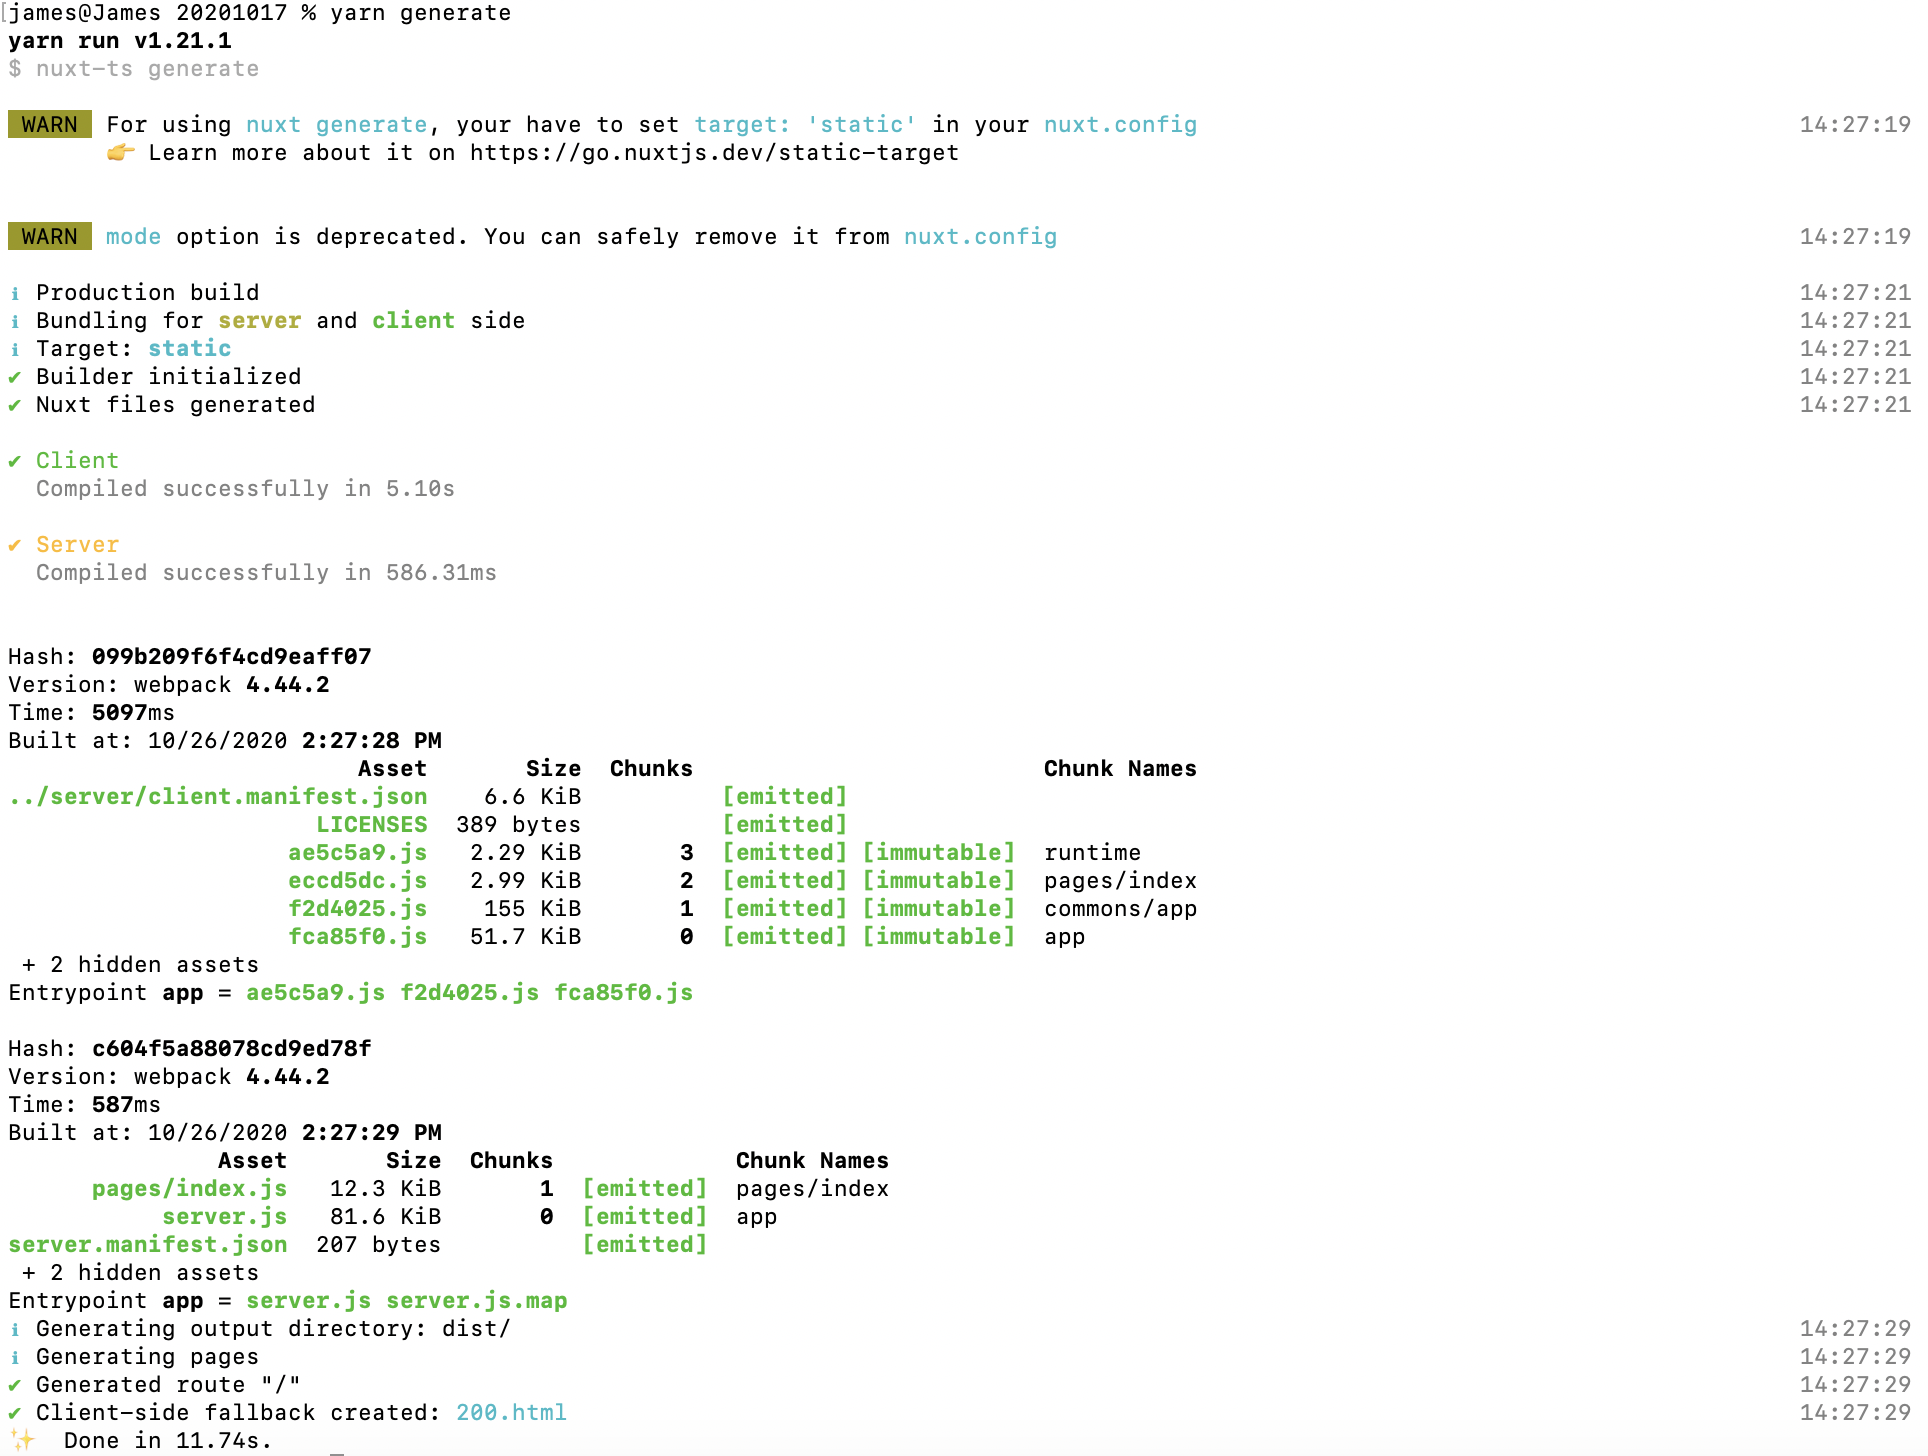 [james@James 20201017 % yarn generate
yarn run v1.21.1
$ nuxt-ts generate
WARN For using nuxt generate, your have to set target: 'static' in your nuxt.config 14:27:19
👉 Learn more about it on https://go.nuxtjs.dev/static-target
WARN mode option is deprecated. You can safely remove it from nuxt.config 14:27:19
ℹ Production build 14:27:21
ℹ Bundling for server and client side 14:27:21
ℹ Target: static 14:27:21
✔ Builder initialized 14:27:21
✔ Nuxt files generated 14:27:21
✔ Client
Compiled successfully in 5.10s
✔ Server
Compiled successfully in 586.31ms
Hash: 099b209f6f4cd9eaff07
Version: webpack 4.44.2
Time: 5097ms
Built at: 10/26/2020 2:27:28 PM
Asset Size Chunks Chunk Names
../server/client.manifest.json 6.6 KiB [emitted]
LICENSES 389 bytes [emitted]
ae5c5a9.js 2.29 KiB 3 [emitted] [immutable] runtime
eccd5dc.js 2.99 KiB 2 [emitted] [immutable] pages/index
f2d4025.js 155 KiB 1 [emitted] [immutable] commons/app
fca85f0.js 51.7 KiB 0 [emitted] [immutable] app
+ 2 hidden assets
Entrypoint app = ae5c5a9.js f2d4025.js fca85f0.js
Hash: c604f5a88078cd9ed78f
Version: webpack 4.44.2
Time: 587ms
Built at: 10/26/2020 2:27:29 PM
Asset Size Chunks Chunk Names
pages/index.js 12.3 KiB 1 [emitted] pages/index
server.js 81.6 KiB 0 [emitted] app
server.manifest.json 207 bytes [emitted]
+ 2 hidden assets
Entrypoint app = server.js server.js.map
ℹ Generating output directory: dist/ 14:27:29
ℹ Generating pages 14:27:29
✔ Generated route "/" 14:27:29
✔ Client-side fallback created: 200.html 14:27:29
✨ Done in 11.74s.